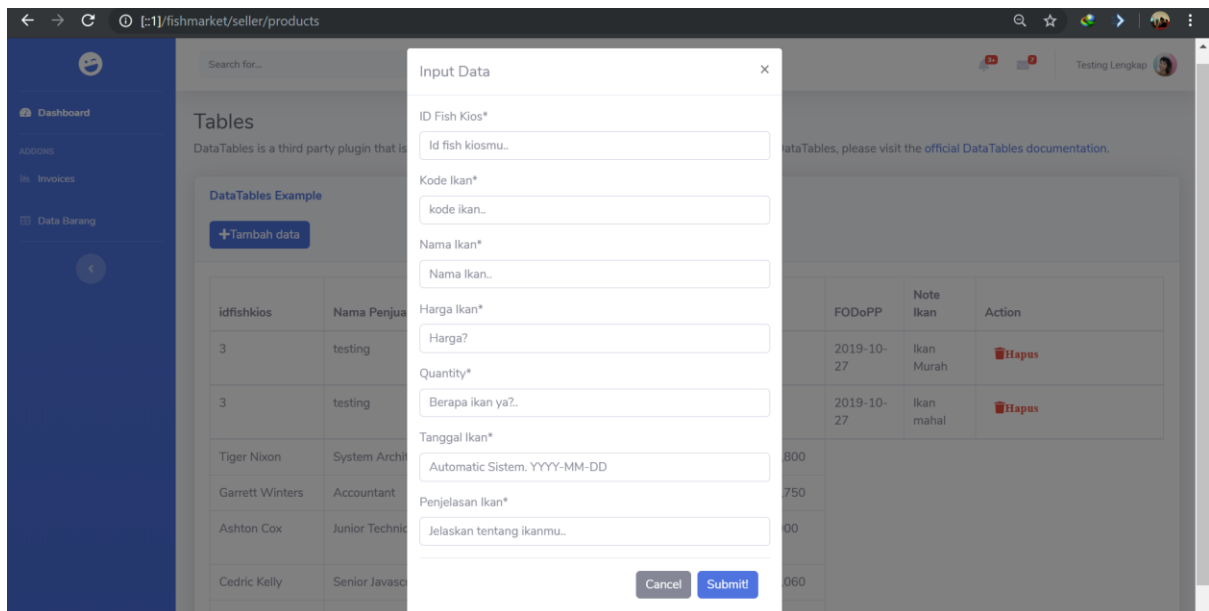 [::1]/fishmarket/seller/products
Search for...
3+
7
Testing Lengkap
Dashboard
ADDONS
Invoices
Data Barang
Tables
DataTables is a third party plugin that is
DataTables, please visit the official DataTables documentation.
DataTables Example
+Tambah data
idfishkios
Nama Penjua
FODoPP
Note
Ikan
Action
3
testing
2019-10-
27
Ikan
Murah
Hapus
3
testing
2019-10-
27
Ikan
mahal
Hapus
Tiger Nixon
System Archit
,800
Garrett Winters
Accountant
,750
Ashton Cox
Junior Technic
00
Cedric Kelly
Senior Javascr
,060
Input Data
×
ID Fish Kios*
Id fish kiosmu..
Kode Ikan*
kode ikan..
Nama Ikan*
Nama Ikan..
Harga Ikan*
Harga?
Quantity*
Berapa ikan ya?..
Tanggal Ikan*
Automatic Sistem. YYYY-MM-DD
Penjelasan Ikan*
Jelaskan tentang ikanmu..
Cancel
Submit!